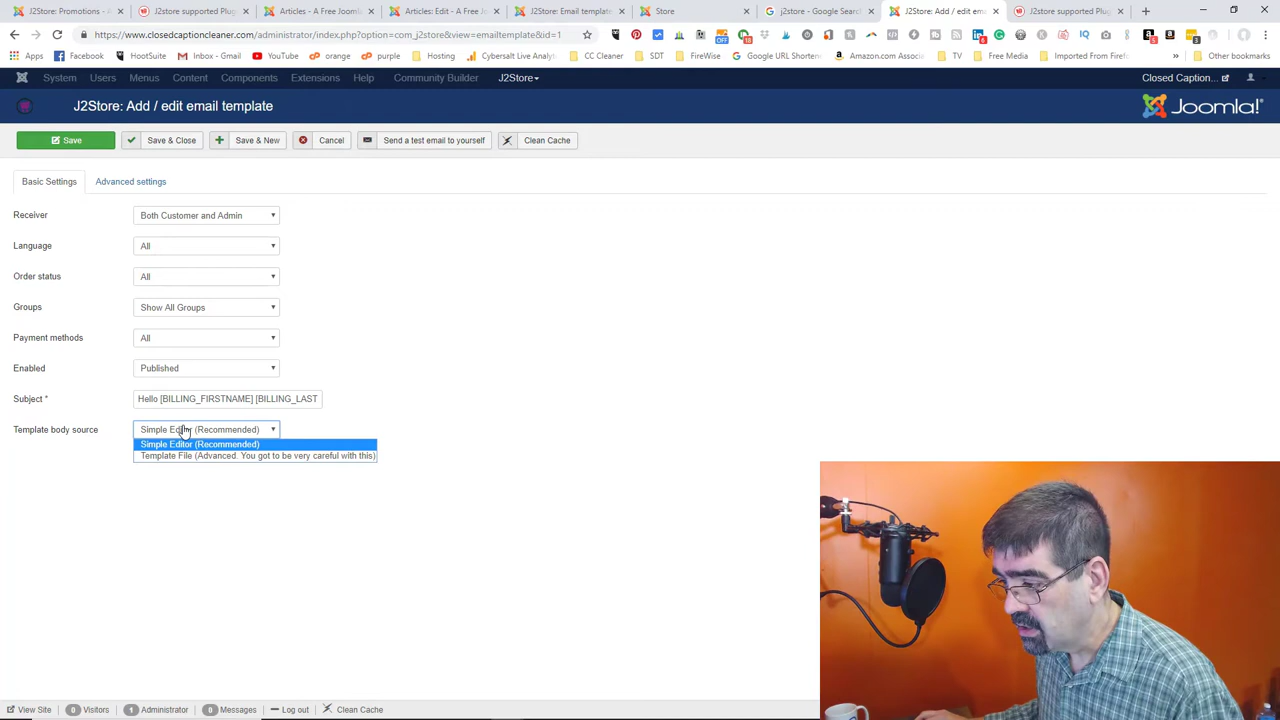 J2Store: Promotions - A
J2store supported Plug
Articles - A Free Jooml
Articles: Edit - A Free Jo
J2Store: Email templat
Store
j2store - Google Searc
J2Store: Add / edit ema
J2store supported Plug
https://www.closedcaptioncleaner.com/administrator/index.php?option=com_j2store&view=emailtemplate&id=1
Apps
Facebook
HootSuite
Inbox - Gmail
YouTube
orange
purple
Hosting
Cybersalt Live Analy
CC Cleaner
SDT
FireWise
Google URL Shorten
Amazon.com Associ
TV
Free Media
Imported From Firef
»
Other bookmarks
System
Users
Menus
Content
Components
Extensions
Help
Community Builder
J2Store
Closed Caption...
J2Store: Add / edit email template
Joomla!
Save
Save & Close
Save & New
Cancel
Send a test email to yourself
Clean Cache
Basic Settings
Advanced settings
Receiver
Both Customer and Admin
Language
All
Order status
All
Groups
Show All Groups
Payment methods
All
Enabled
Published
Subject *
Hello [BILLING_FIRSTNAME] [BILLING_LAST
Template body source
Simple Editor (Recommended)
Simple Editor (Recommended)
Template File (Advanced. You got to be very careful with this)
View Site
0 Visitors
1 Administrator
0 Messages
Log out
Clean Cache